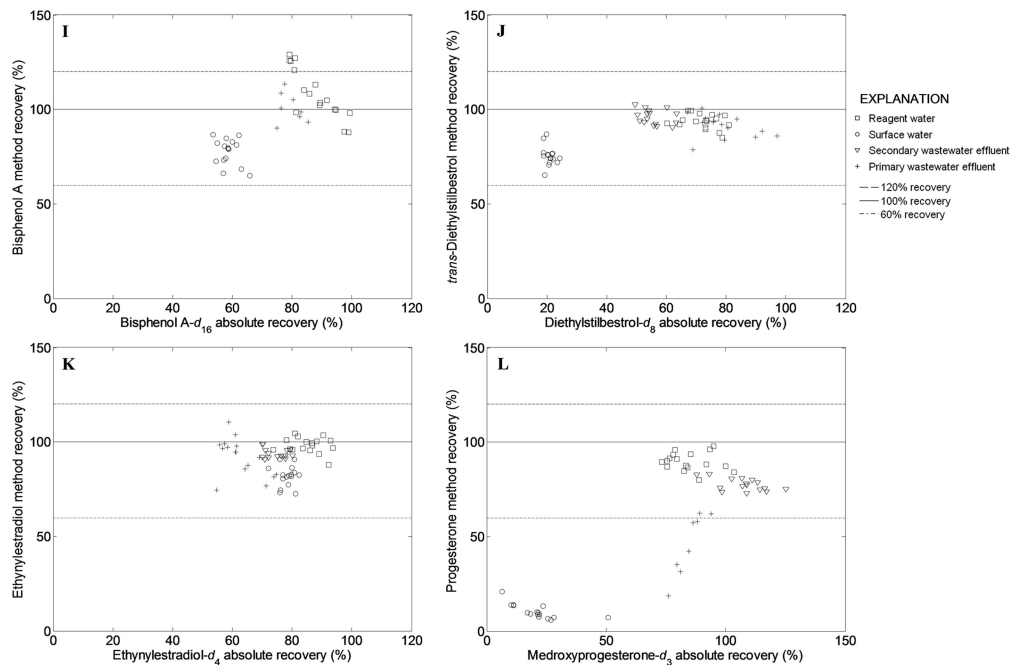 I
150
100
50
0
Bisphenol A method recovery (%)
0 20 40 60 80 100 120
Bisphenol A-d16 absolute recovery (%)
J
150
100
50
0
trans-Diethylstilbestrol method recovery (%)
0 20 40 60 80 100 120
Diethylstilbestrol-d8 absolute recovery (%)
EXPLANATION
Reagent water
Surface water
Secondary wastewater effluent
Primary wastewater effluent
120% recovery
100% recovery
60% recovery
K
150
100
50
0
Ethynylestradiol method recovery (%)
0 20 40 60 80 100 120
Ethynylestradiol-d4 absolute recovery (%)
L
150
100
50
0
Progesterone method recovery (%)
0 50 100 150
Medroxyprogesterone-d3 absolute recovery (%)